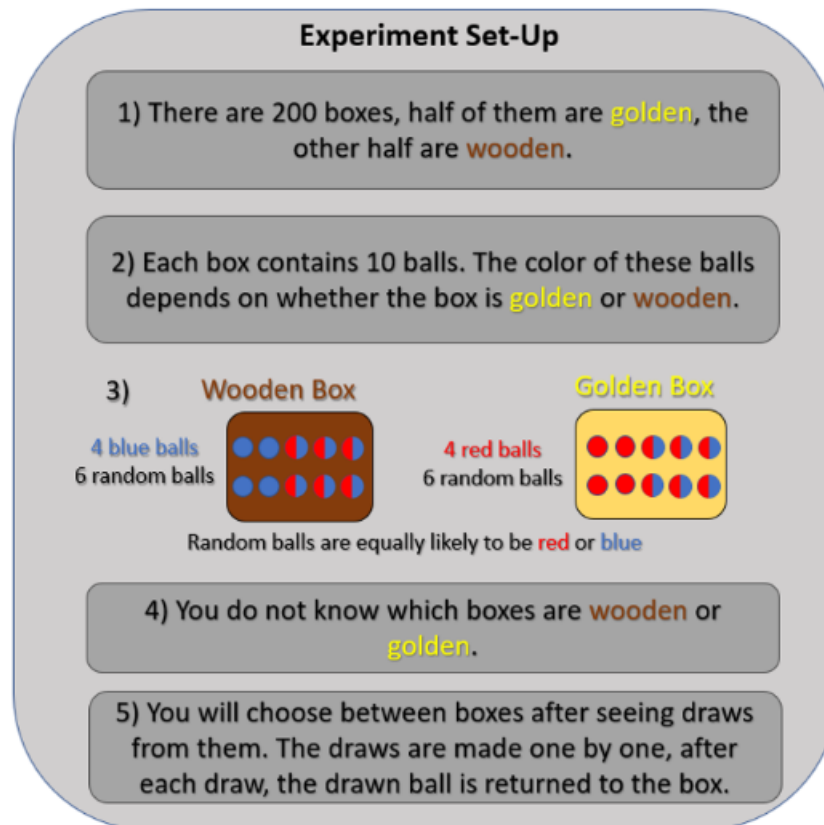 Experiment Set-Up
1) There are 200 boxes, half of them are golden, the
other half are wooden.
2) Each box contains 10 balls. The color of these balls
depends on whether the box is golden or wooden.
3)
Wooden Box
4 blue balls
6 random balls
Golden Box
4 red balls
6 random balls
Random balls are equally likely to be red or blue
4) You do not know which boxes are wooden or
golden.
5) You will choose between boxes after seeing draws
from them. The draws are made one by one, after
each draw, the drawn ball is returned to the box.